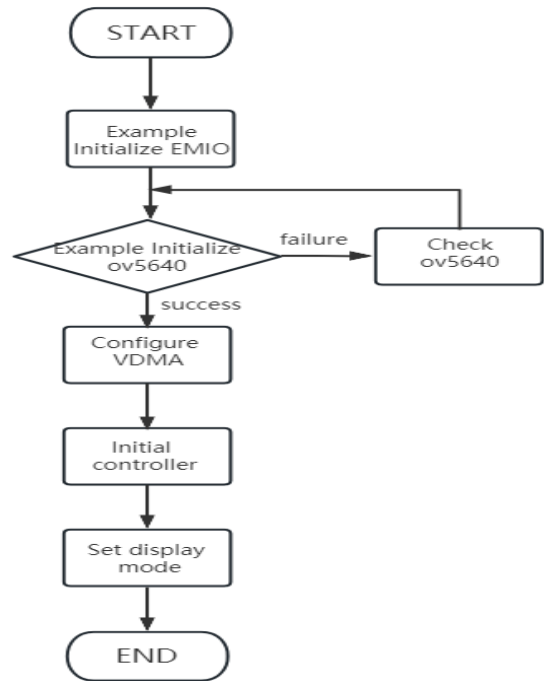 START
Example
Initialize EMIO
Example Initialize
ov5640
failure
Check
ov5640
success
Configure
VDMA
Initial
controller
Set display
mode
END